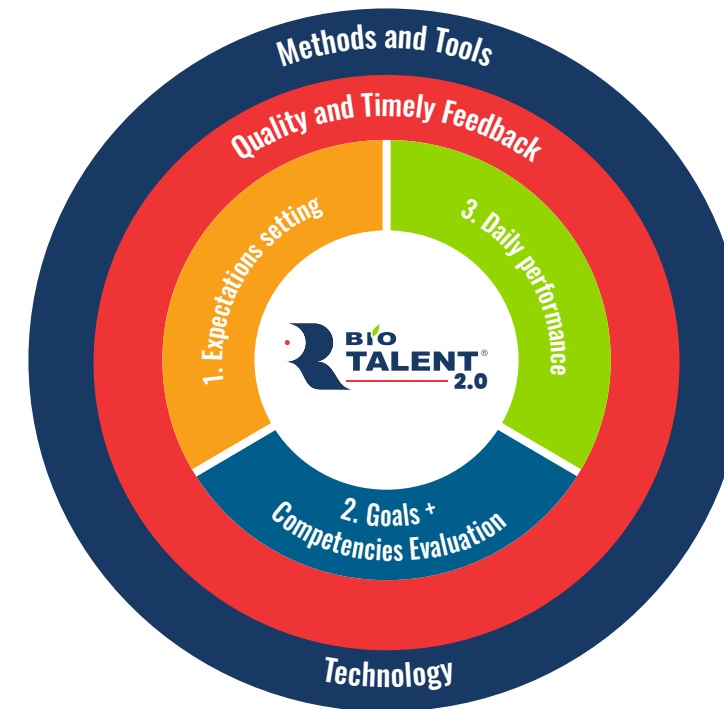 Methods and Tools
Quality and Timely Feedback
1. Expectations setting
3. Daily performance
BIO
TALENT®
2.0
2. Goals +
Competencies Evaluation
Technology